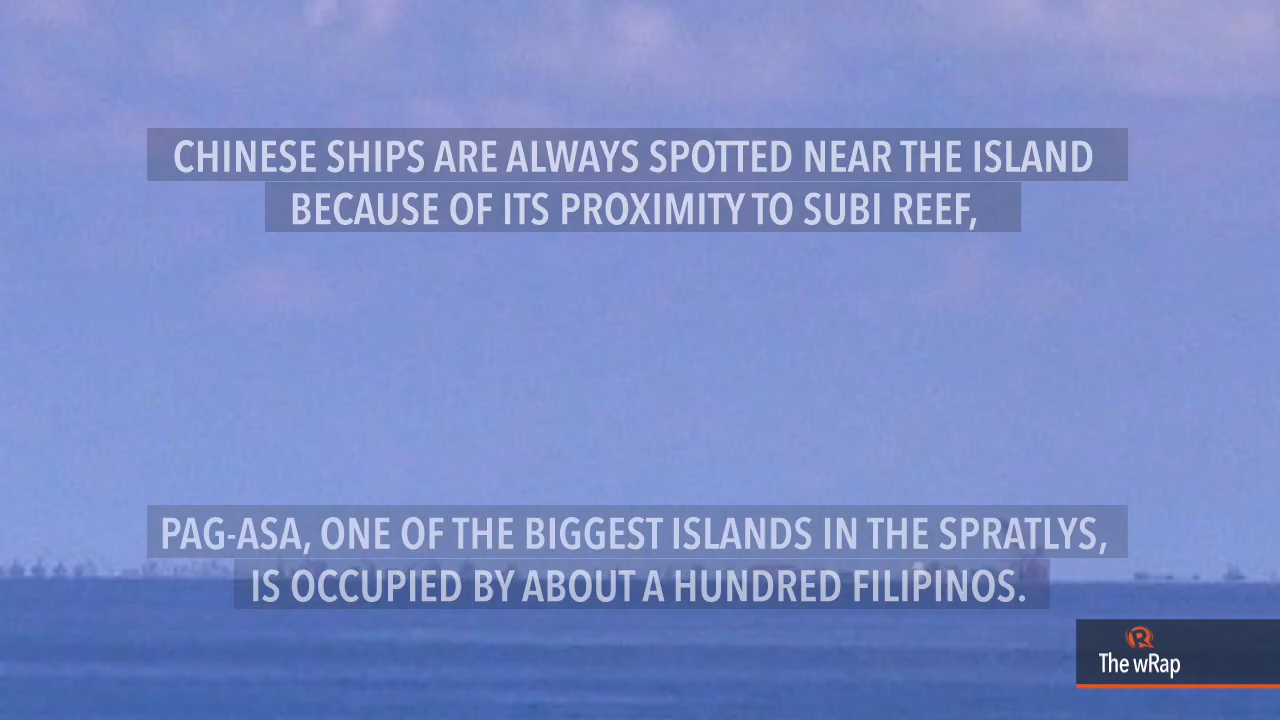 CHINESE SHIPS ARE ALWAYS SPOTTED NEAR THE ISLAND
BECAUSE OF ITS PROXIMITY TO SUBI REEF,
PAG-ASA, ONE OF THE BIGGEST ISLANDS IN THE SPRATLYS,
IS OCCUPIED BY ABOUT A HUNDRED FILIPINOS.
R
The wRap